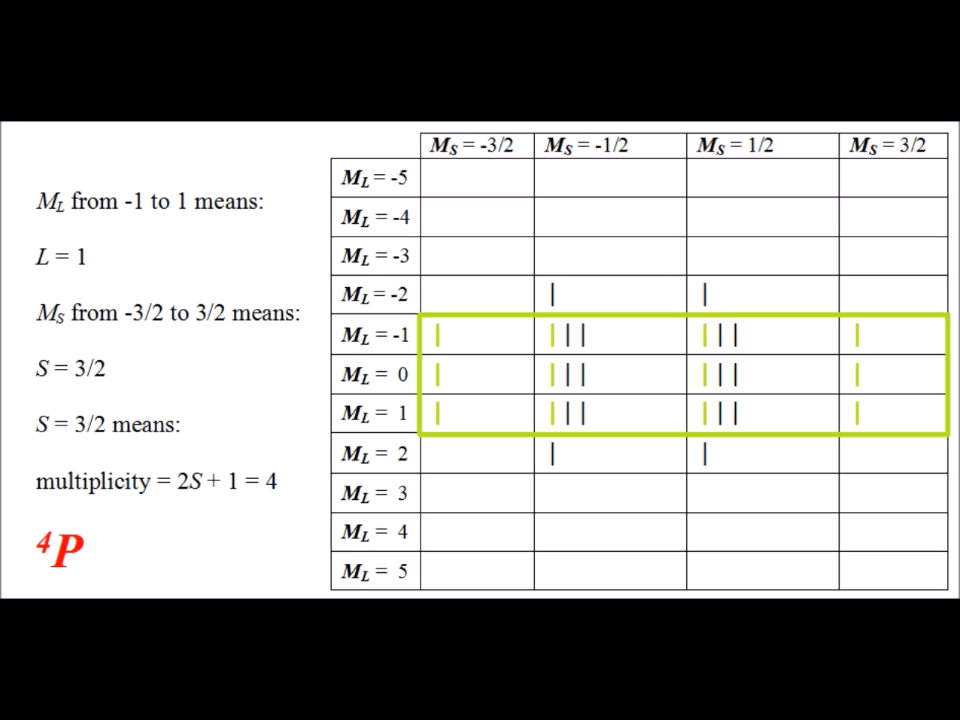 M_L from -1 to 1 means:
L = 1
M_S from -3/2 to 3/2 means:
S = 3/2
S = 3/2 means:
multiplicity = 2S + 1 = 4
⁴P
M_S = -3/2 M_S = -1/2 M_S = 1/2 M_S = 3/2
M_L = -5
M_L = -4
M_L = -3
M_L = -2 | |
M_L = -1 | ||| ||| |
M_L = 0 | ||| ||| |
M_L = 1 | ||| ||| |
M_L = 2 | |
M_L = 3
M_L = 4
M_L = 5